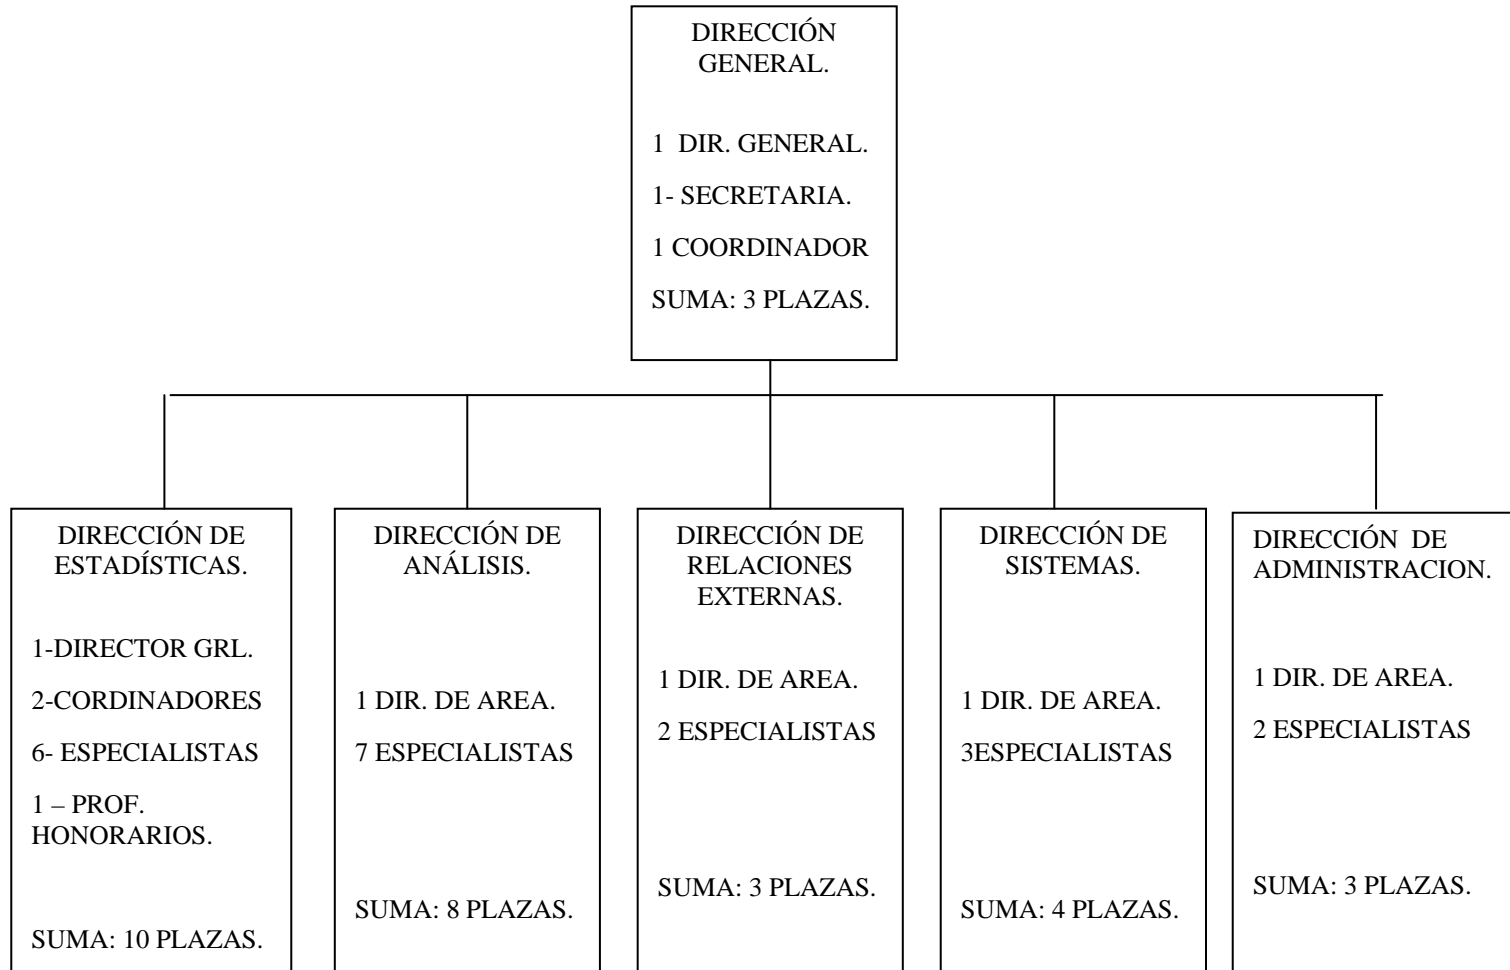 DIRECCIÓN
GENERAL.
1  DIR. GENERAL.
1- SECRETARIA.
1 COORDINADOR
SUMA: 3 PLAZAS.
DIRECCIÓN DE
ESTADÍSTICAS.
1-DIRECTOR GRL.
2-CORDINADORES
6- ESPECIALISTAS
1 – PROF.
HONORARIOS.
SUMA: 10 PLAZAS.
DIRECCIÓN DE
ANÁLISIS.
1 DIR. DE AREA.
7 ESPECIALISTAS
SUMA: 8 PLAZAS.
DIRECCIÓN DE
RELACIONES
EXTERNAS.
1 DIR. DE AREA.
2 ESPECIALISTAS
SUMA: 3 PLAZAS.
DIRECCIÓN DE
SISTEMAS.
1 DIR. DE AREA.
3ESPECIALISTAS
SUMA: 4 PLAZAS.
DIRECCIÓN  DE
ADMINISTRACION.
1 DIR. DE AREA.
2 ESPECIALISTAS
SUMA: 3 PLAZAS.